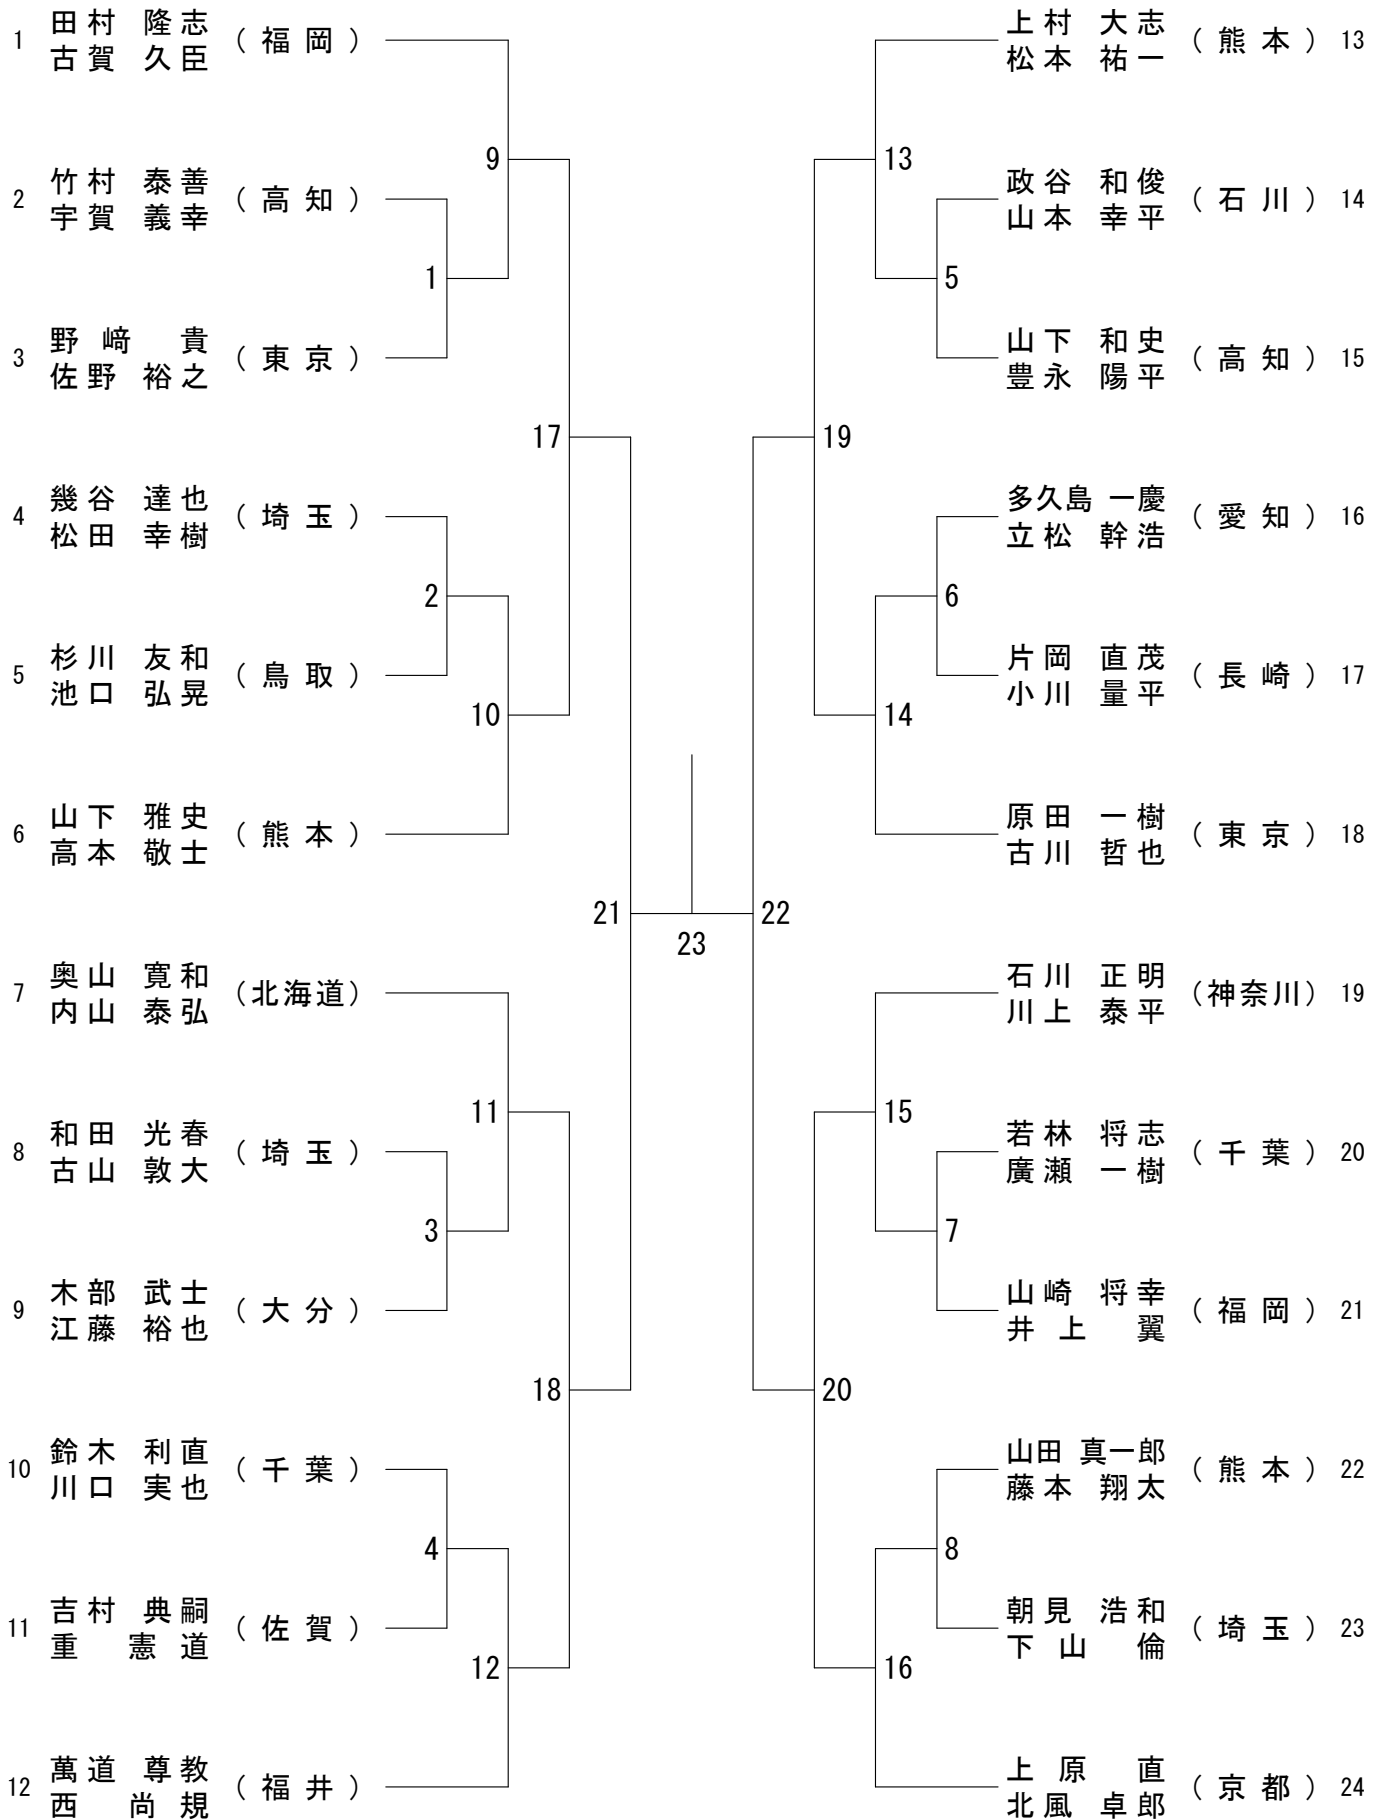 1 田村 隆志 (福岡)
古賀 久臣
2 竹村 泰善 (高知)
宇賀 義幸
3 野﨑 貴 (東京)
佐野 裕之
4 幾谷 達也 (埼玉)
松田 幸樹
5 杉川 友和 (鳥取)
池口 弘晃
6 山下 雅史 (熊本)
高本 敬士
7 奥山 寛和 (北海道)
内山 泰弘
8 和田 光春 (埼玉)
古山 敦大
9 木部 武士 (大分)
江藤 裕也
10 鈴木 利直 (千葉)
川口 実也
11 吉村 典嗣 (佐賀)
重 憲道
12 萬道 尊教 (福井)
西 尚規
9
1
17
2
10
21
11
3
18
4
12
23
13
5
19
6
14
22
15
7
20
8
16
上村 大志 (熊本) 13
松本 祐一
政谷 和俊 (石川) 14
山本 幸平
山下 和史 (高知) 15
豊永 陽平
多久島 一慶 (愛知) 16
立松 幹浩
片岡 直茂 (長崎) 17
小川 量平
原田 一樹 (東京) 18
古川 哲也
石川 正明 (神奈川) 19
川上 泰平
若林 将志 (千葉) 20
廣瀬 一樹
山崎 将幸 (福岡) 21
井上 翼
山田 真一郎 (熊本) 22
藤本 翔太
朝見 浩和 (埼玉) 23
下山 倫
上原 直 (京都) 24
北風 卓郎